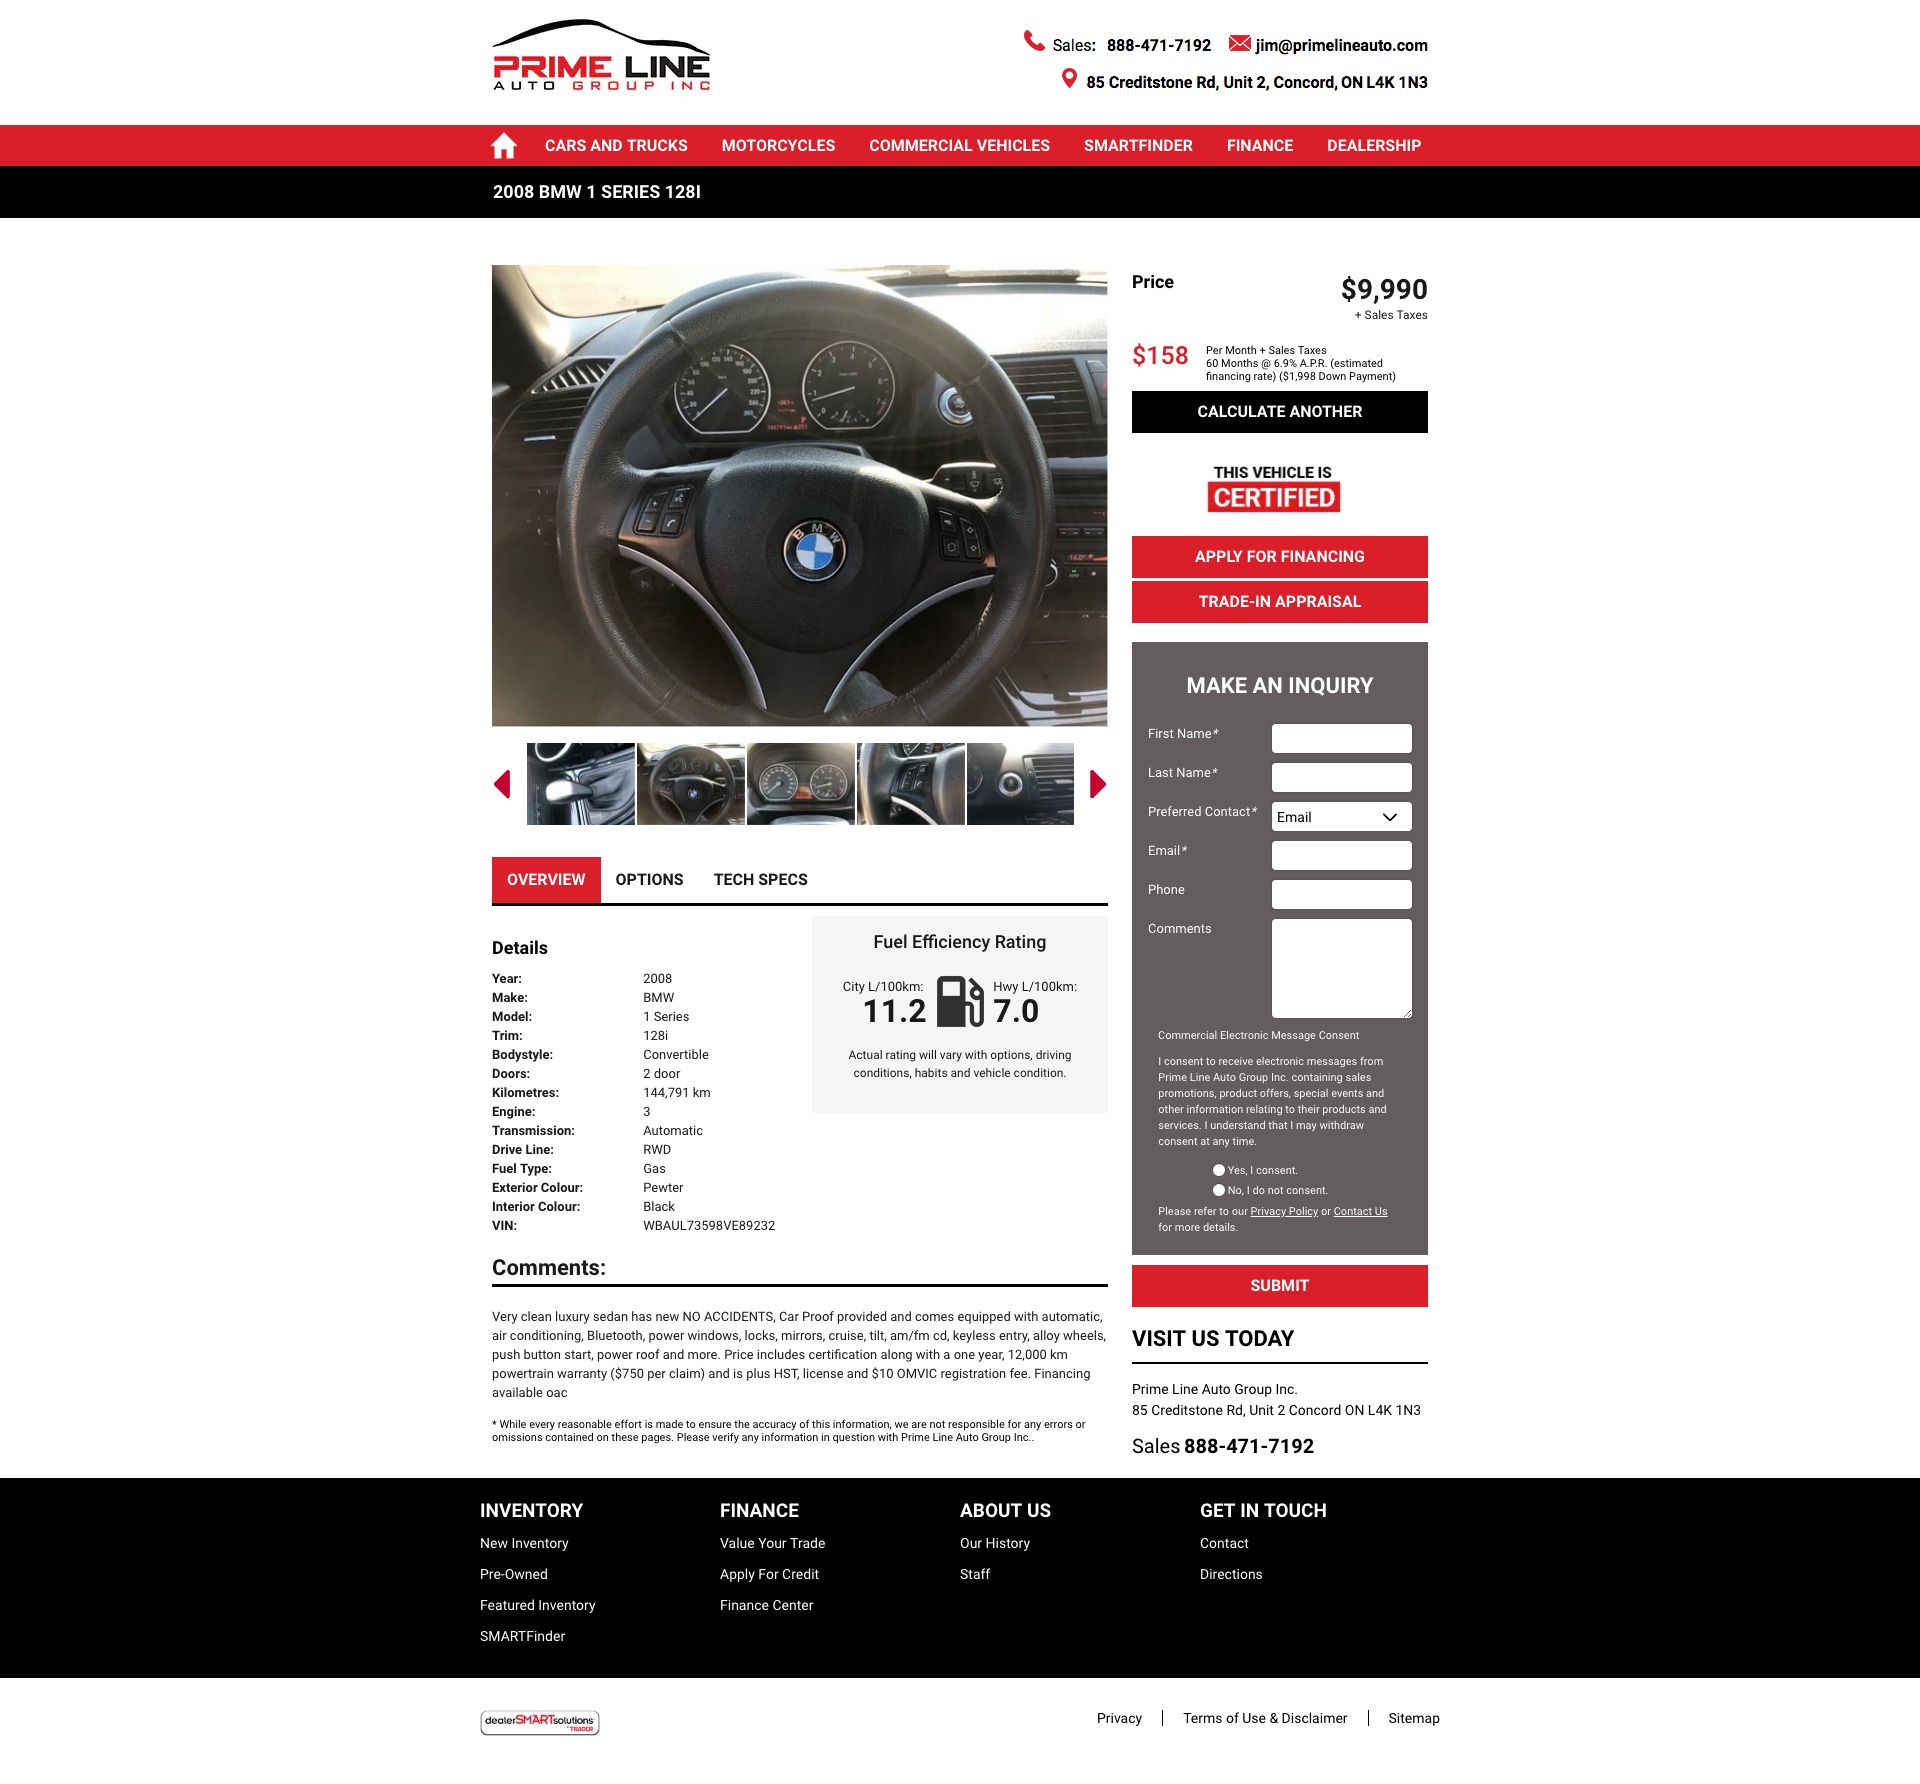 PRIME LINE
AUTO GROUP INC
Sales: 888-471-7192 jim@primelineauto.com
85 Creditstone Rd, Unit 2, Concord, ON L4K 1N3
CARS AND TRUCKS MOTORCYCLES COMMERCIAL VEHICLES SMARTFINDER FINANCE DEALERSHIP
2008 BMW 1 SERIES 128I
BMW
Price
$9,990
+ Sales Taxes
$158
Per Month + Sales Taxes
60 Months @ 6.9% A.P.R. (estimated
financing rate) ($1,998 Down Payment)
CALCULATE ANOTHER
THIS VEHICLE IS
CERTIFIED
APPLY FOR FINANCING
TRADE-IN APPRAISAL
MAKE AN INQUIRY
First Name*
Last Name*
Preferred Contact* Email
Email*
Phone
Comments
Commercial Electronic Message Consent
I consent to receive electronic messages from
Prime Line Auto Group Inc. containing sales
promotions, product offers, special events and
other information relating to their products and
services. I understand that I may withdraw
consent at any time.
Yes, I consent.
No, I do not consent.
Please refer to our Privacy Policy or Contact Us
for more details.
SUBMIT
VISIT US TODAY
Prime Line Auto Group Inc.
85 Creditstone Rd, Unit 2 Concord ON L4K 1N3
Sales 888-471-7192
OVERVIEW OPTIONS TECH SPECS
Details
Year: 2008
Make: BMW
Model: 1 Series
Trim: 128i
Bodystyle: Convertible
Doors: 2 door
Kilometres: 144,791 km
Engine: 3
Transmission: Automatic
Drive Line: RWD
Fuel Type: Gas
Exterior Colour: Pewter
Interior Colour: Black
VIN: WBAUL73598VE89232
Fuel Efficiency Rating
City L/100km: Hwy L/100km:
11.2 7.0
Actual rating will vary with options, driving
conditions, habits and vehicle condition.
Comments:
Very clean luxury sedan has new NO ACCIDENTS, Car Proof provided and comes equipped with automatic,
air conditioning, Bluetooth, power windows, locks, mirrors, cruise, tilt, am/fm cd, keyless entry, alloy wheels,
push button start, power roof and more. Price includes certification along with a one year, 12,000 km
powertrain warranty ($750 per claim) and is plus HST, license and $10 OMVIC registration fee. Financing
available oac
* While every reasonable effort is made to ensure the accuracy of this information, we are not responsible for any errors or
omissions contained on these pages. Please verify any information in question with Prime Line Auto Group Inc..
INVENTORY FINANCE ABOUT US GET IN TOUCH
New Inventory Value Your Trade Our History Contact
Pre-Owned Apply For Credit Staff Directions
Featured Inventory Finance Center
SMARTFinder
dealerSMARTsolutions
TRADER
Privacy Terms of Use & Disclaimer Sitemap